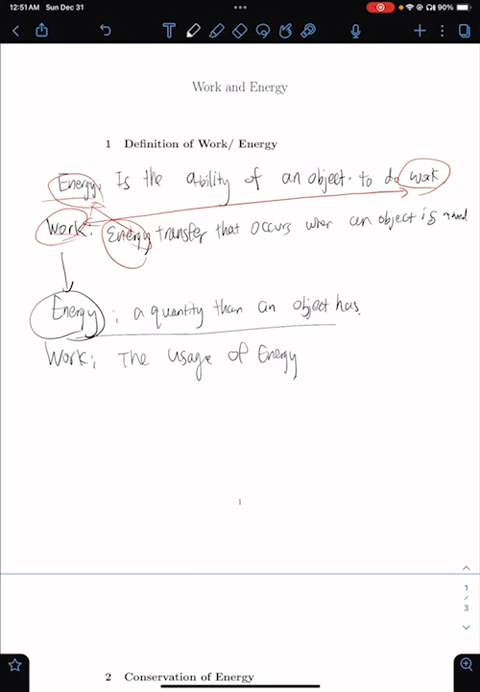 12:51 AM Sun Dec 31
90%
Work and Energy
1 Definition of Work/ Energy
Energy: Is the ability of an object. to do work
Work: Energy transfer that occurs when an object is moved
Energy: a quantity than an object has.
Work: The usage of Energy
1
1
/
3
2 Conservation of Energy